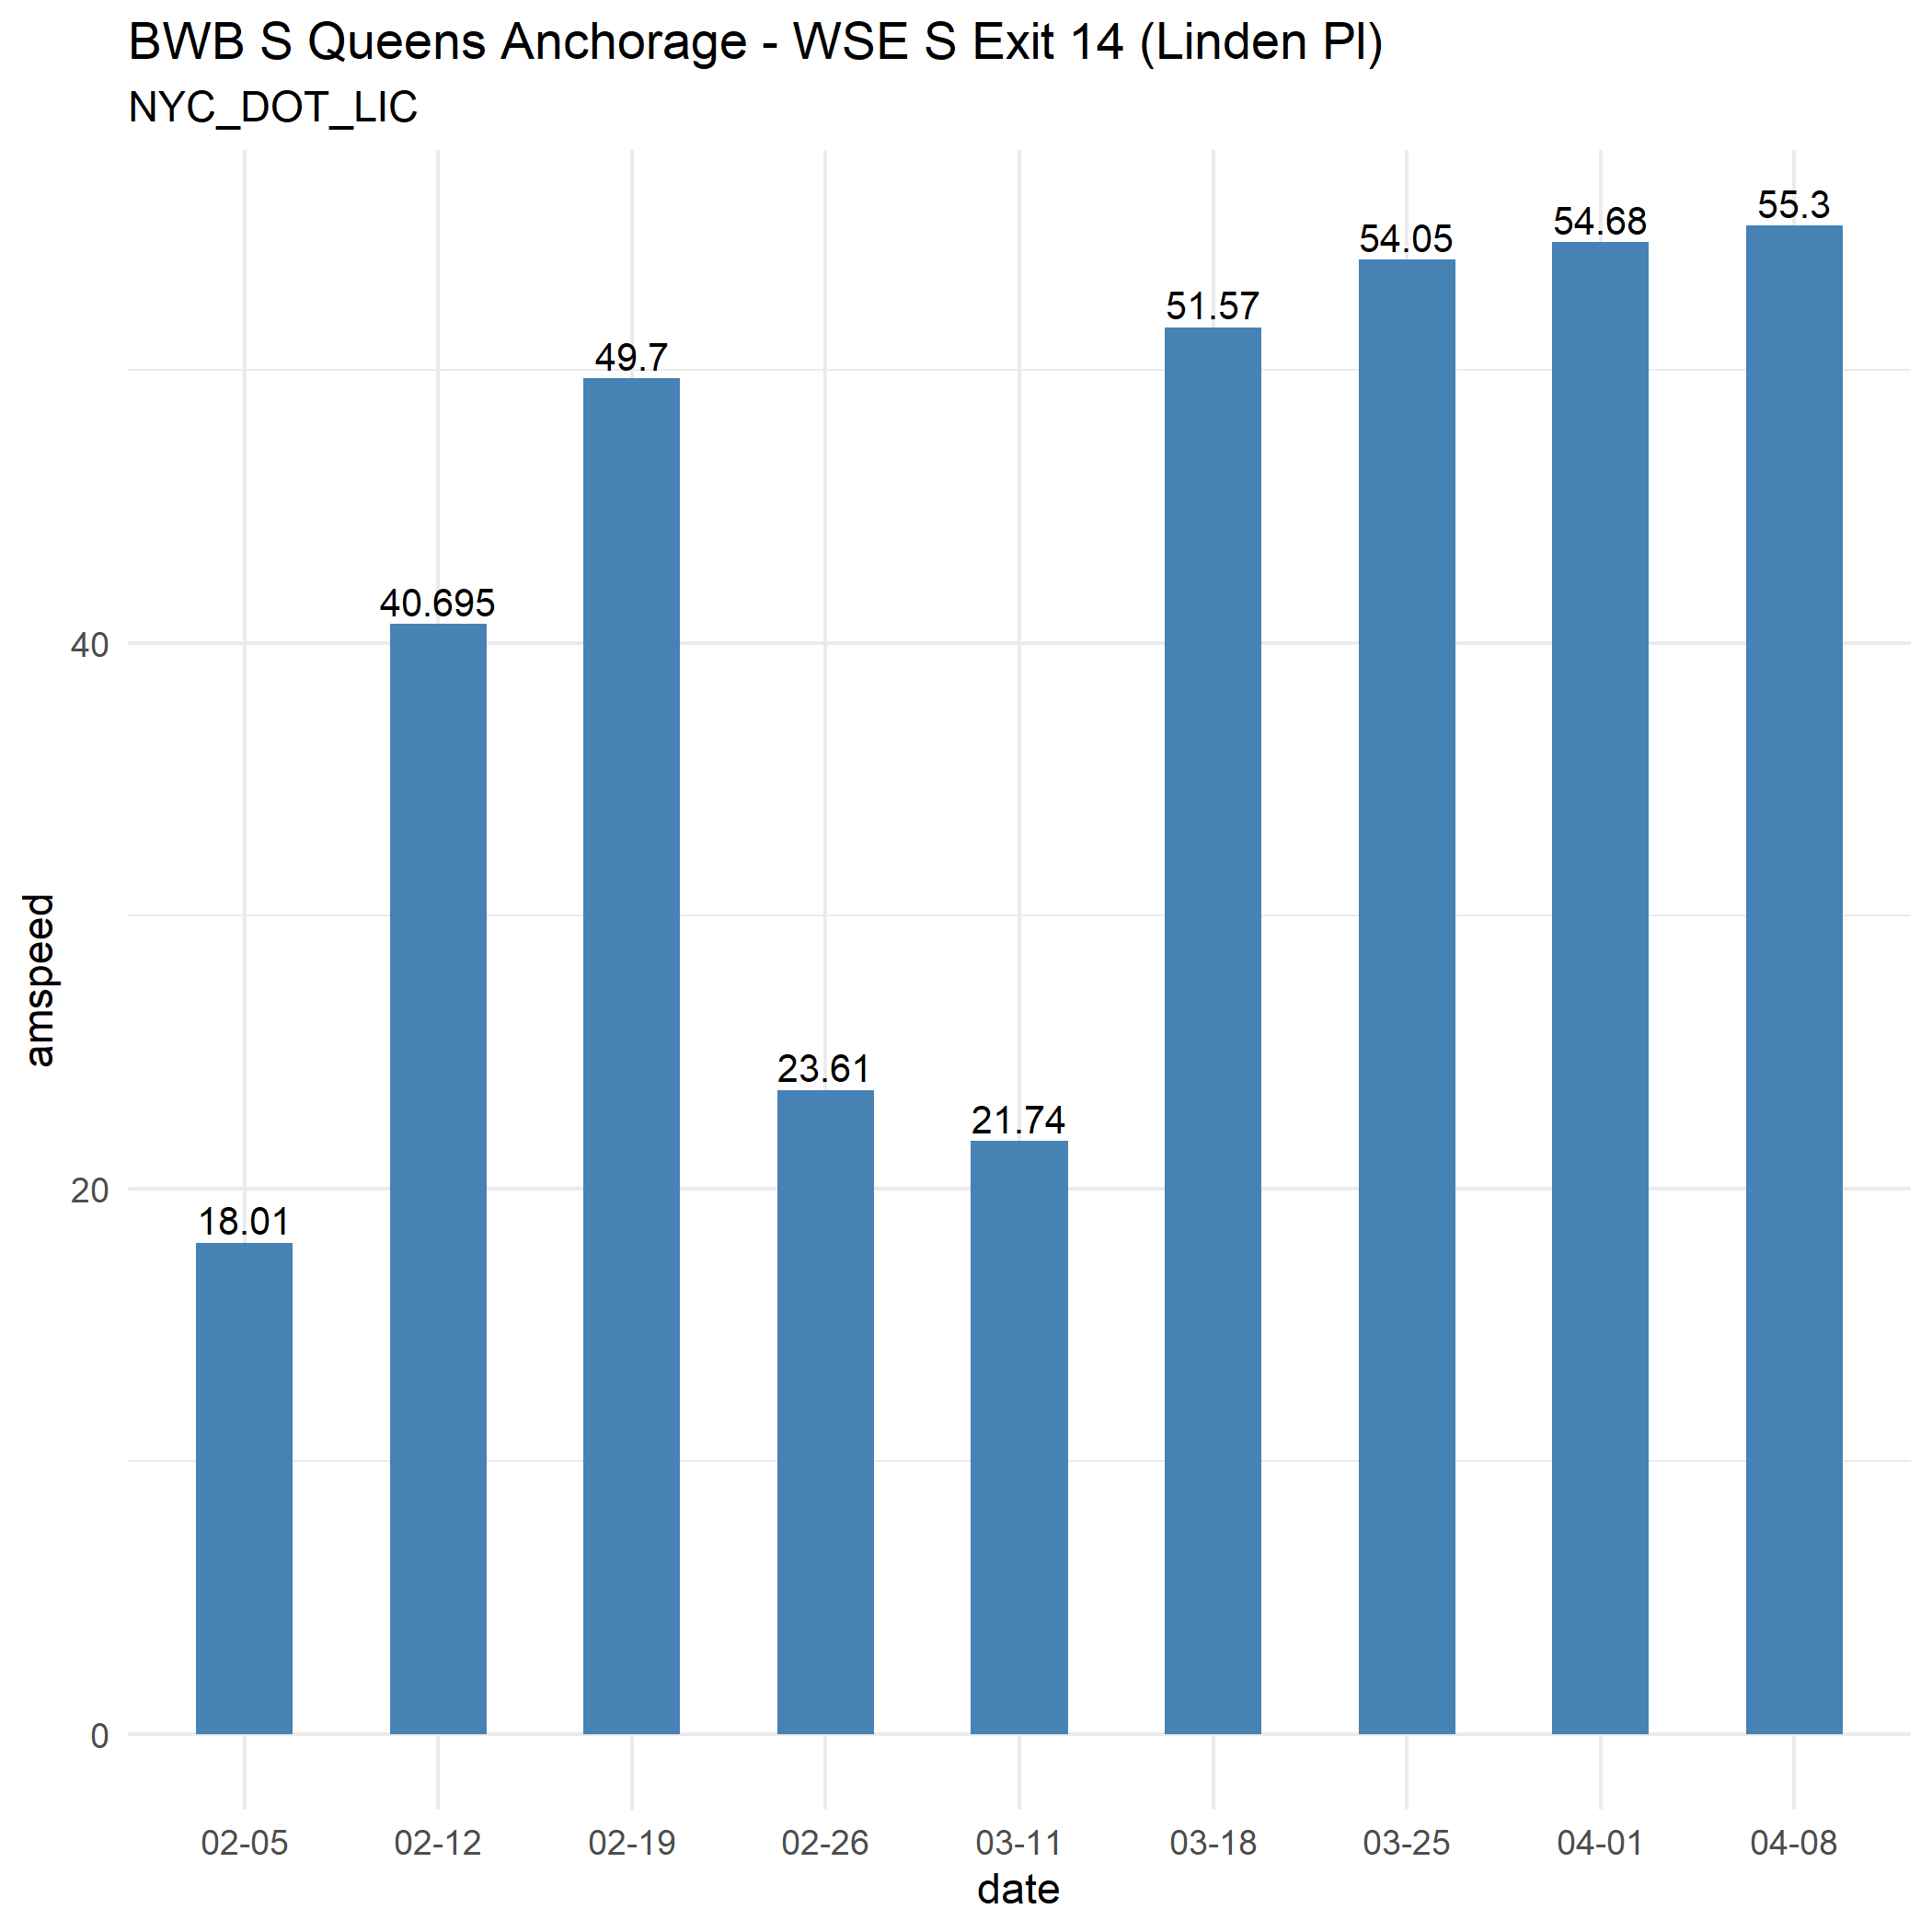 BWB S Queens Anchorage - WSE S Exit 14 (Linden Pl)
NYC_DOT_LIC
55.3
54.68
54.05
51.57
49.7
40.695
40
23.61
21.74
20
18.01
0
amspeed
02-05 02-12 02-19 02-26 03-11 03-18 03-25 04-01 04-08
date